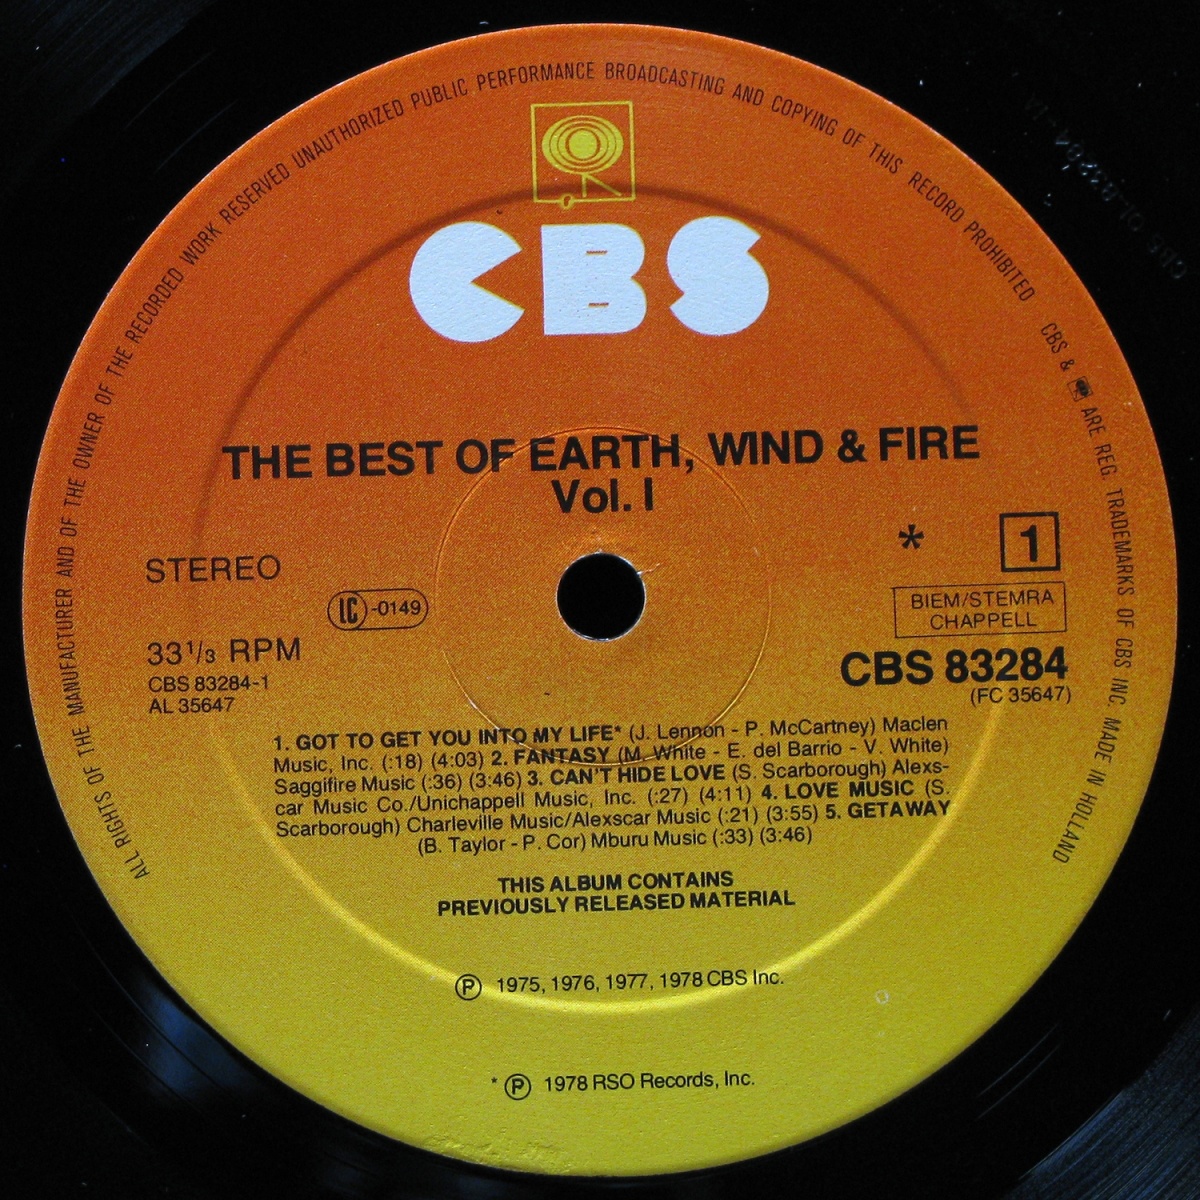 ALL RIGHTS OF THE MANUFACTURER AND OF THE OWNER OF THE RECORDED WORK RESERVED UNAUTHORIZED PUBLIC PERFORMANCE BROADCASTING AND COPYING OF THIS RECORD PROHIBITED CBS & ARE REG. TRADEMARKS OF CBS INC. MADE IN HOLLAND
CBS
THE BEST OF EARTH, WIND & FIRE
Vol. I
STEREO
* 1
LC -0149
BIEM/STEMRA
CHAPPELL
33 1/3 RPM
CBS 83284-1
AL 35647
CBS 83284
(FC 35647)
1. GOT TO GET YOU INTO MY LIFE* (J. Lennon - P. McCartney) Maclen
Music, Inc. (:18) (4:03) 2. FANTASY (M. White - E. del Barrio - V. White)
Saggifire Music (:36) (3:46) 3. CAN'T HIDE LOVE (S. Scarborough) Alexs-
car Music Co./Unichappell Music, Inc. (:27) (4:11) 4. LOVE MUSIC (S.
Scarborough) Charleville Music/Alexscar Music (:21) (3:55) 5. GETAWAY
(B. Taylor - P. Cor) Mburu Music (:33) (3:46)
THIS ALBUM CONTAINS
PREVIOUSLY RELEASED MATERIAL
℗ 1975, 1976, 1977, 1978 CBS Inc.
* ℗ 1978 RSO Records, Inc.